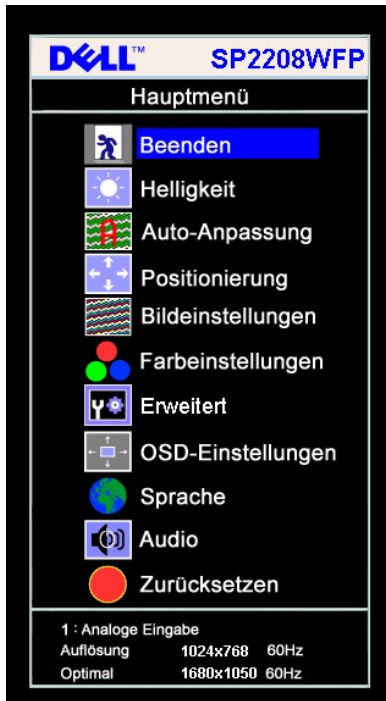 DELL™ SP2208WFP
Hauptmenü
Beenden
Helligkeit
Auto-Anpassung
Positionierung
Bildeinstellungen
Farbeinstellungen
Erweitert
OSD-Einstellungen
Sprache
Audio
Zurücksetzen
1 : Analoge Eingabe
Auflösung 1024x768 60Hz
Optimal 1680x1050 60Hz